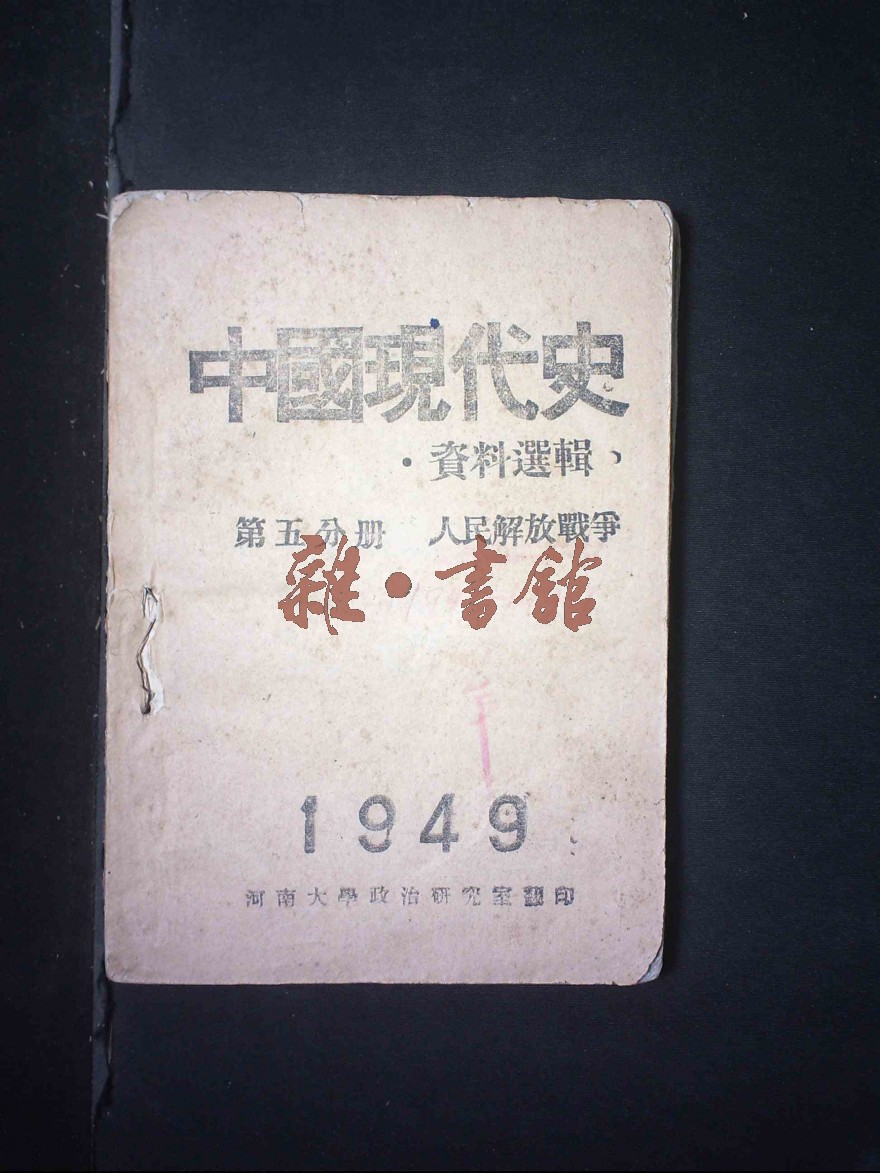 中國現代史
·資料選輯·
第五分册 人民解放戰爭
雜·書館
1949
河南大學政治研究室翻印